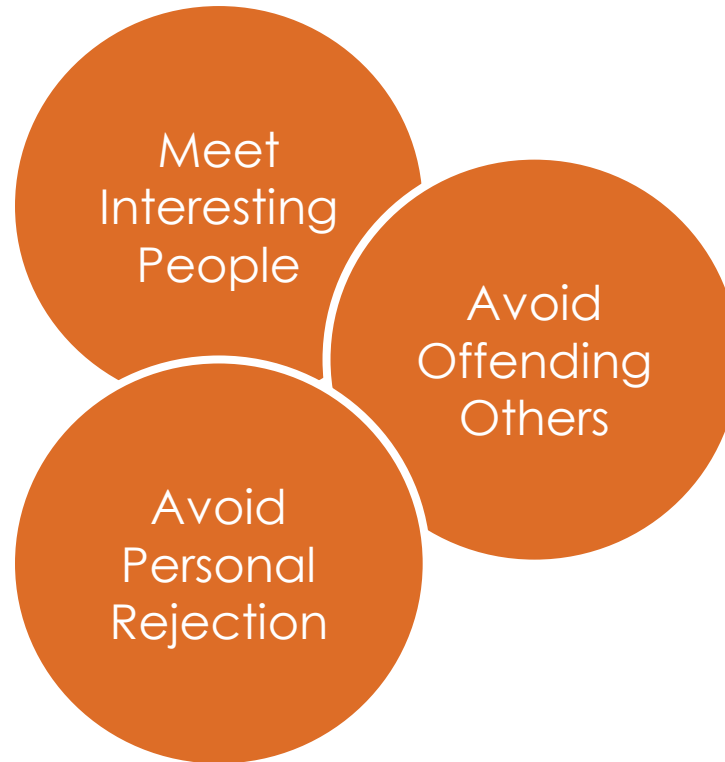 Meet
Interesting
People
Avoid
Offending
Others
Avoid
Personal
Rejection